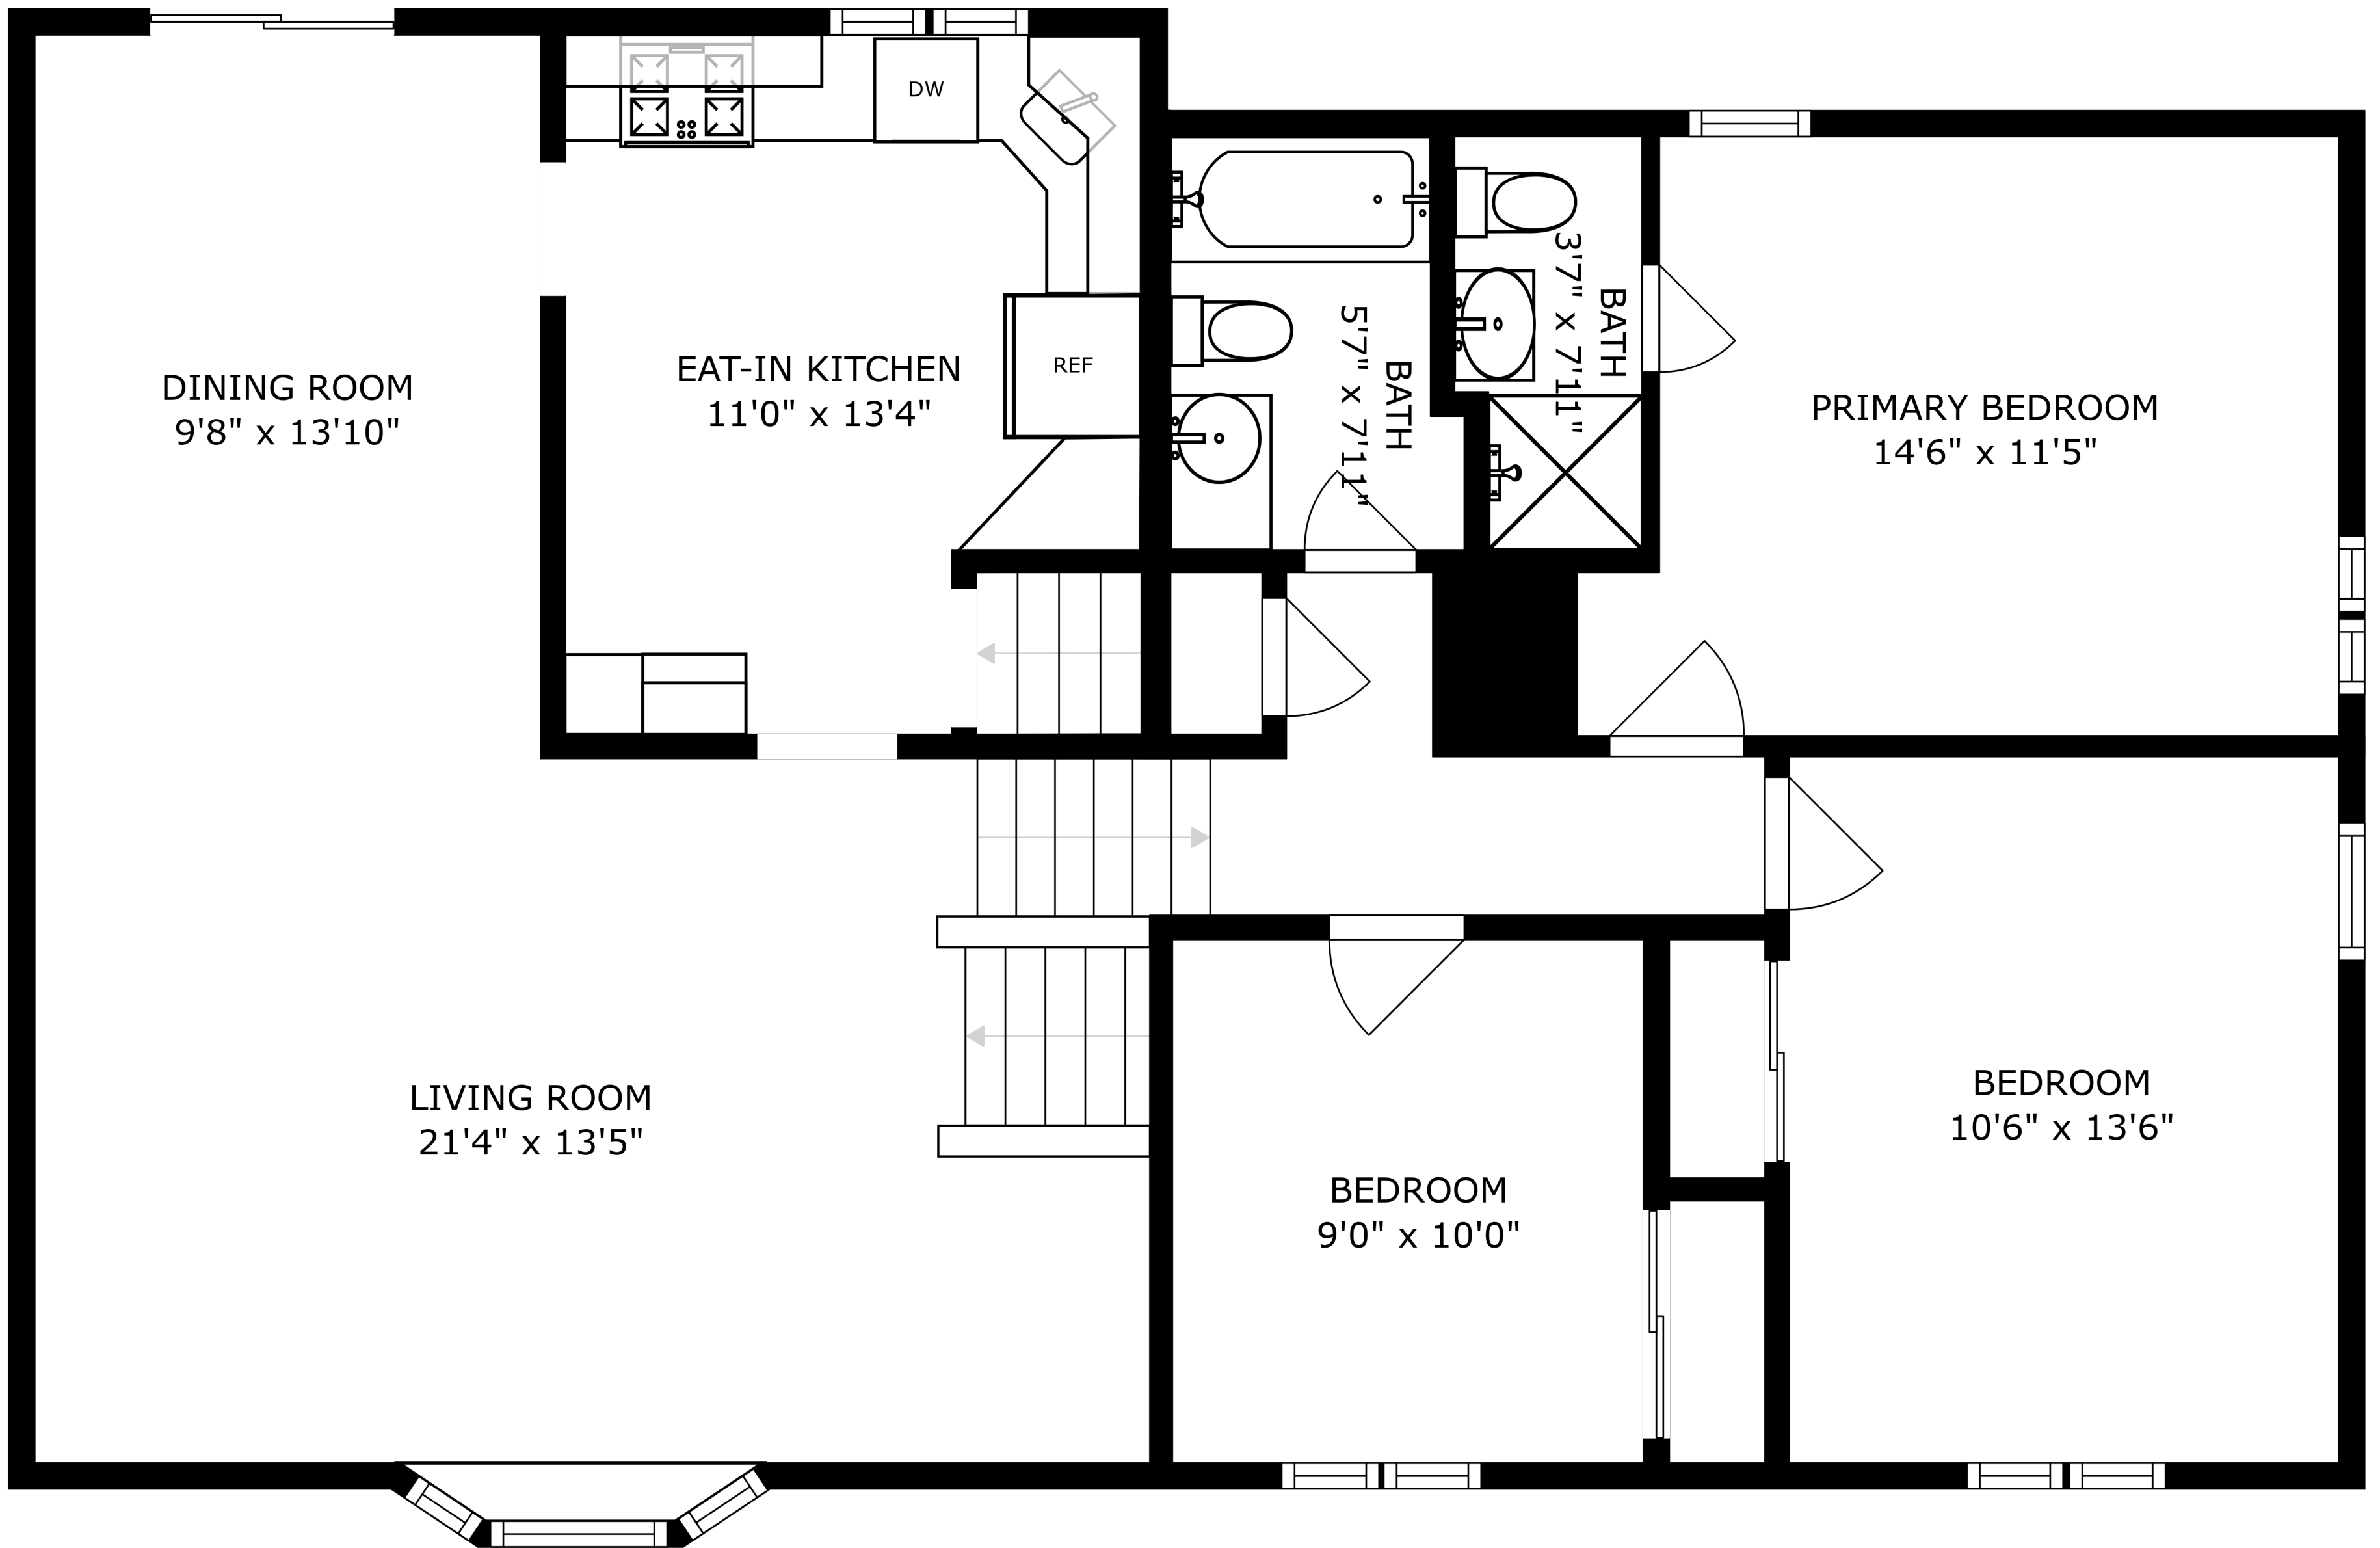 DW
DINING ROOM
9'8" x 13'10"
EAT-IN KITCHEN
11'0" x 13'4"
REF
BATH
5'7" x 7'11"
BATH
3'7" x 7'11"
PRIMARY BEDROOM
14'6" x 11'5"
LIVING ROOM
21'4" x 13'5"
BEDROOM
9'0" x 10'0"
BEDROOM
10'6" x 13'6"